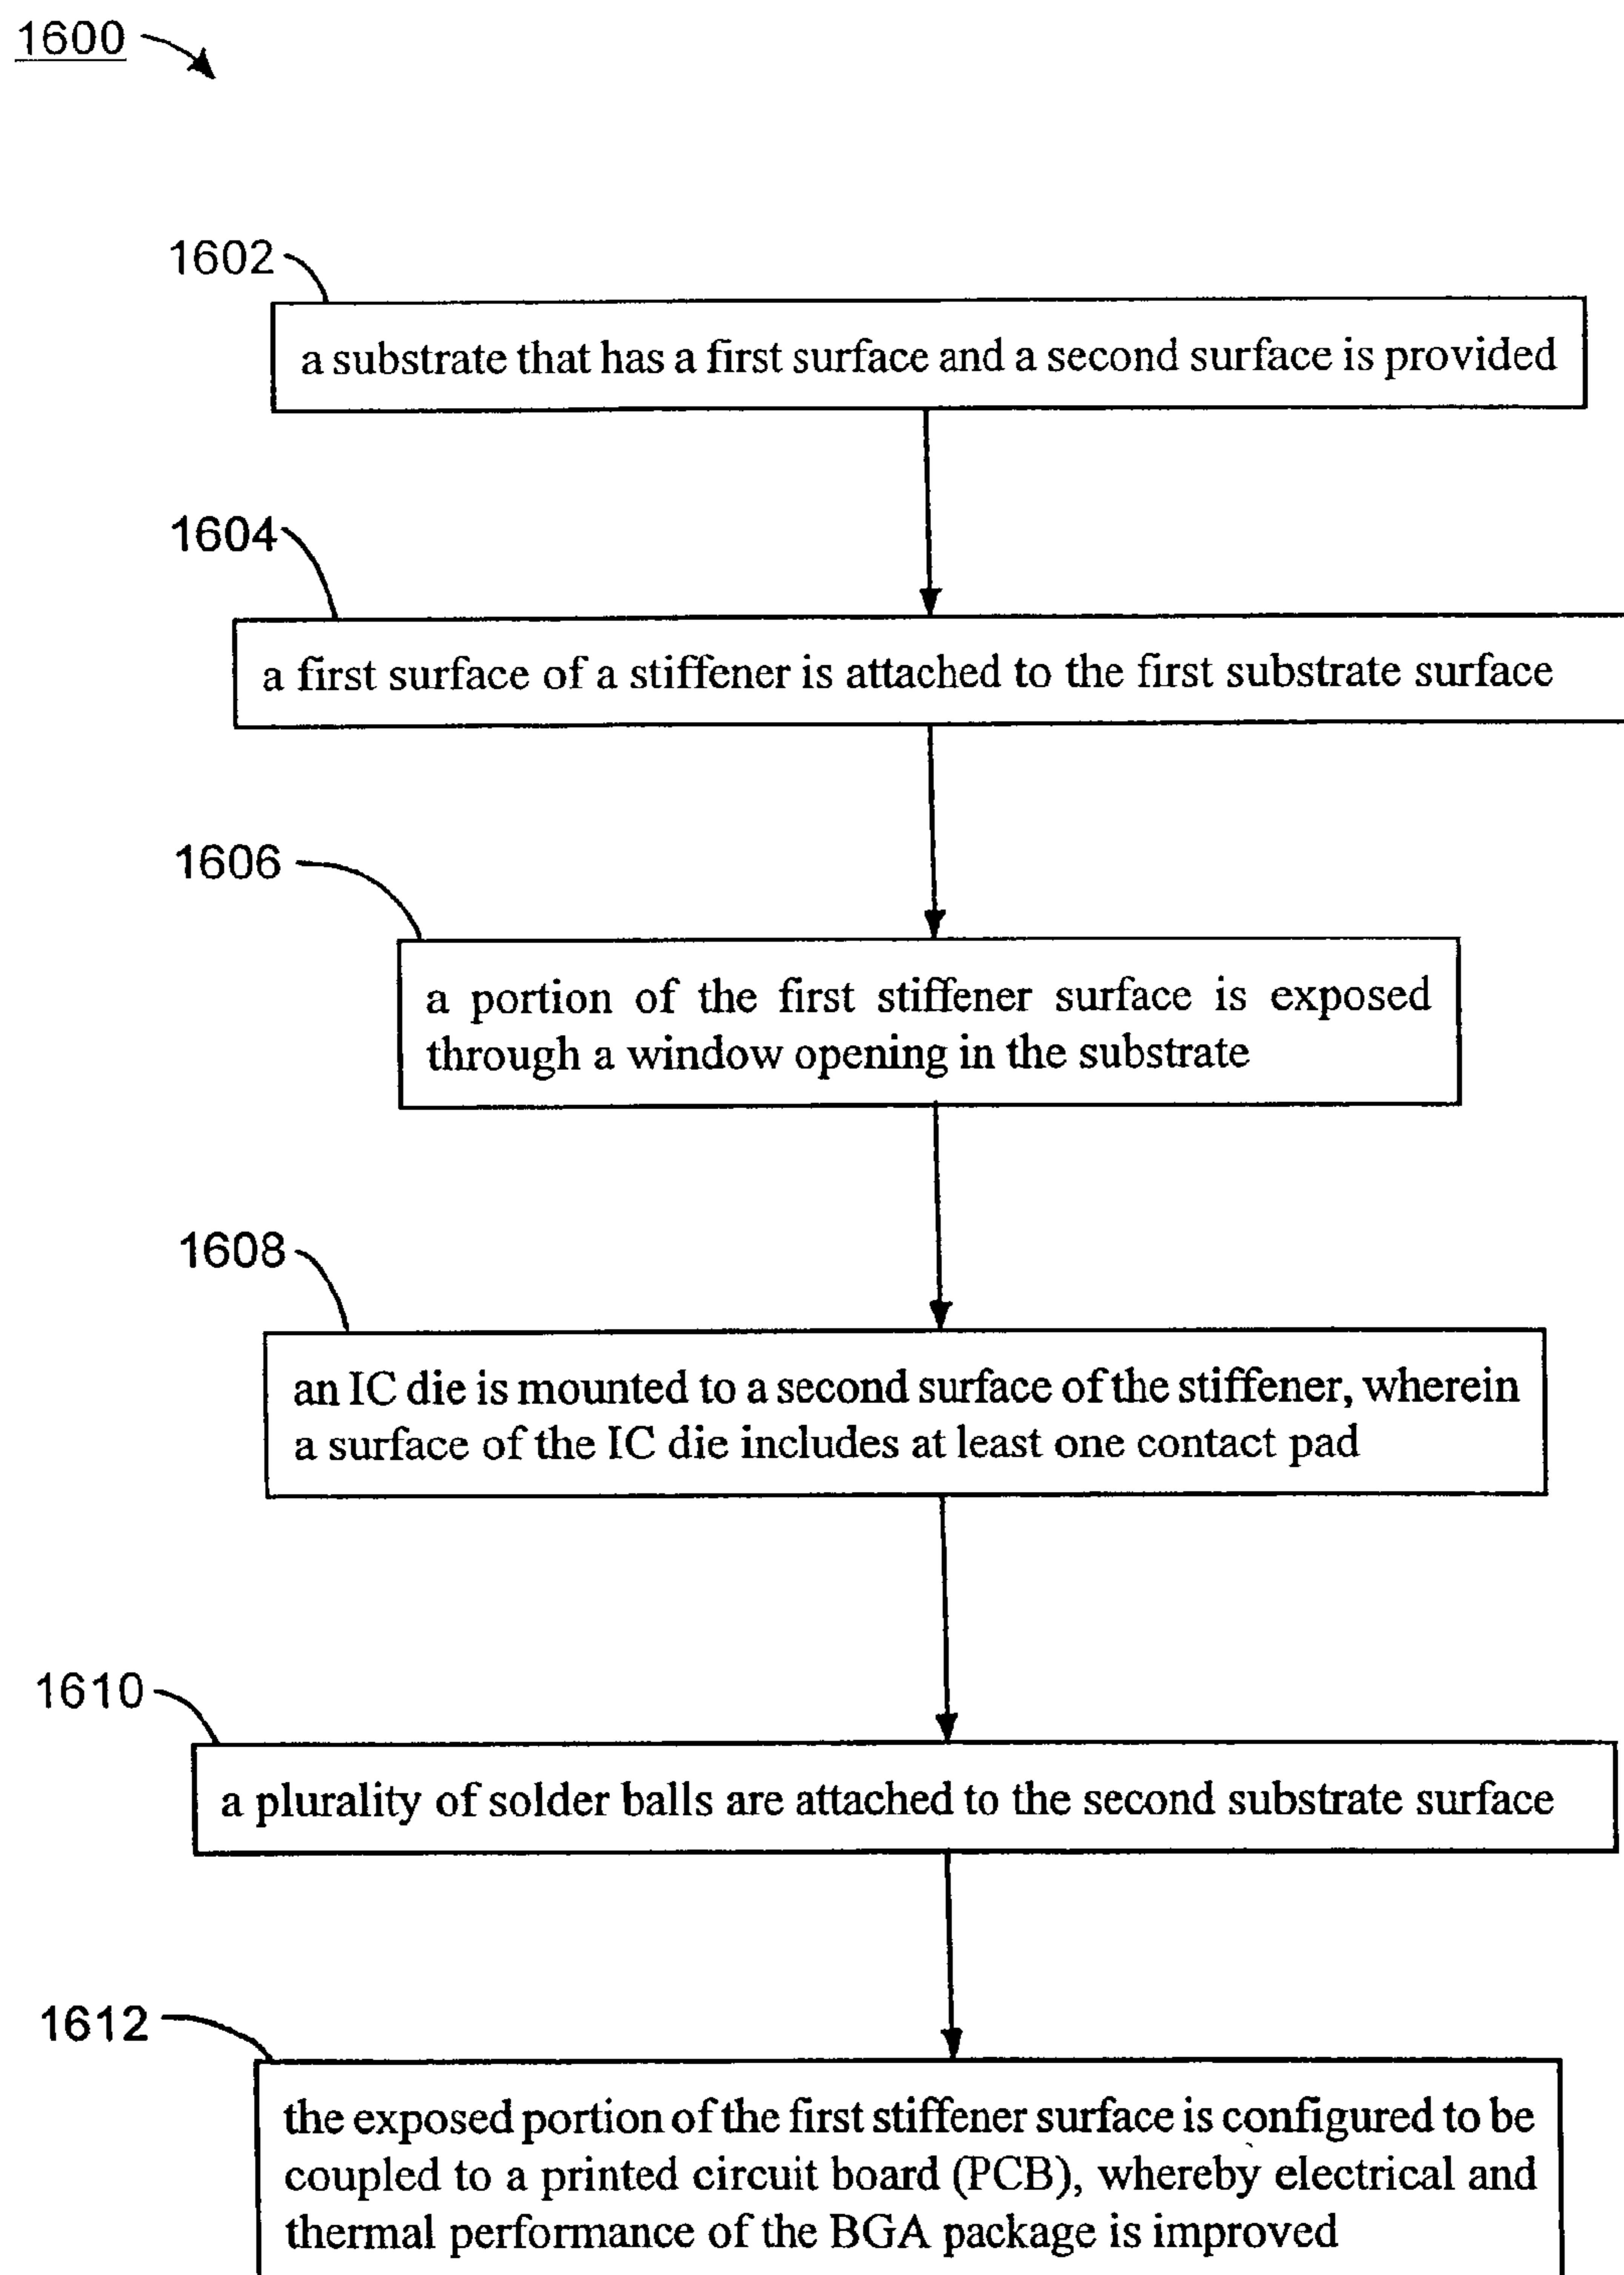 1600
1602
a substrate that has a first surface and a second surface is provided
1604
a first surface of a stiffener is attached to the first substrate surface
1606
a portion of the first stiffener surface is exposed
through a window opening in the substrate
1608
an IC die is mounted to a second surface of the stiffener, wherein
a surface of the IC die includes at least one contact pad
1610
a plurality of solder balls are attached to the second substrate surface
1612
the exposed portion of the first stiffener surface is configured to be
coupled to a printed circuit board (PCB), whereby electrical and
thermal performance of the BGA package is improved